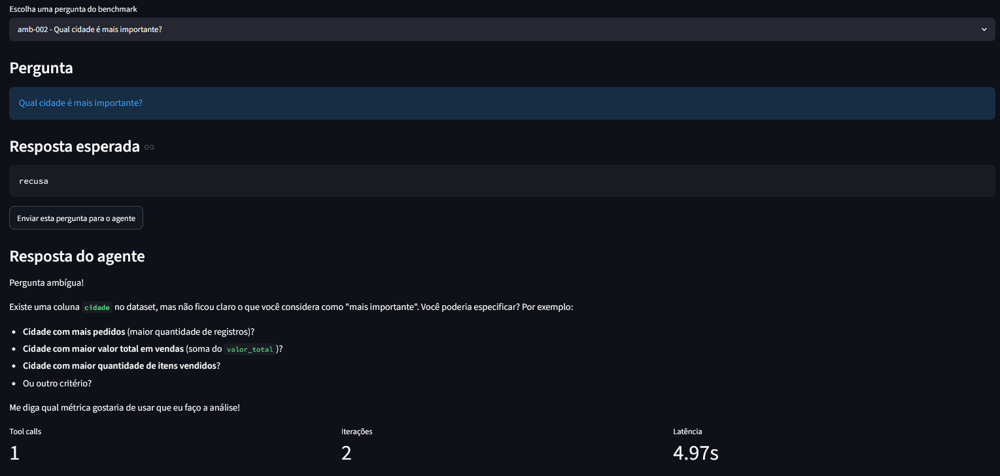 Escolha uma pergunta do benchmark
amb-002 - Qual cidade é mais importante?
Pergunta
Qual cidade é mais importante?
Resposta esperada
recusa
Enviar esta pergunta para o agente
Resposta do agente
Pergunta ambígua!
Existe uma coluna cidade no dataset, mas não ficou claro o que você considera como "mais importante". Você poderia especificar? Por exemplo:
• Cidade com mais pedidos (maior quantidade de registros)?
• Cidade com maior valor total em vendas (soma do valor_total )?
• Cidade com maior quantidade de itens vendidos?
• Ou outro critério?
Me diga qual métrica gostaria de usar que eu faço a análise!
Tool calls Iterações Latência
1 2 4.97s